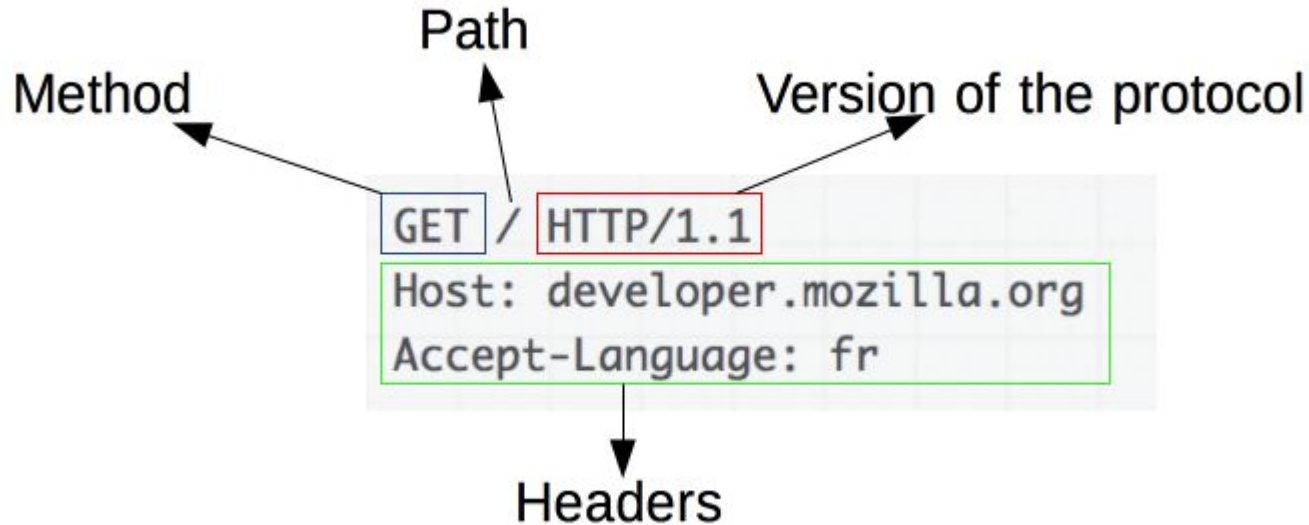 Path
Method
Version of the protocol
GET / HTTP/1.1
Host: developer.mozilla.org
Accept-Language: fr
Headers